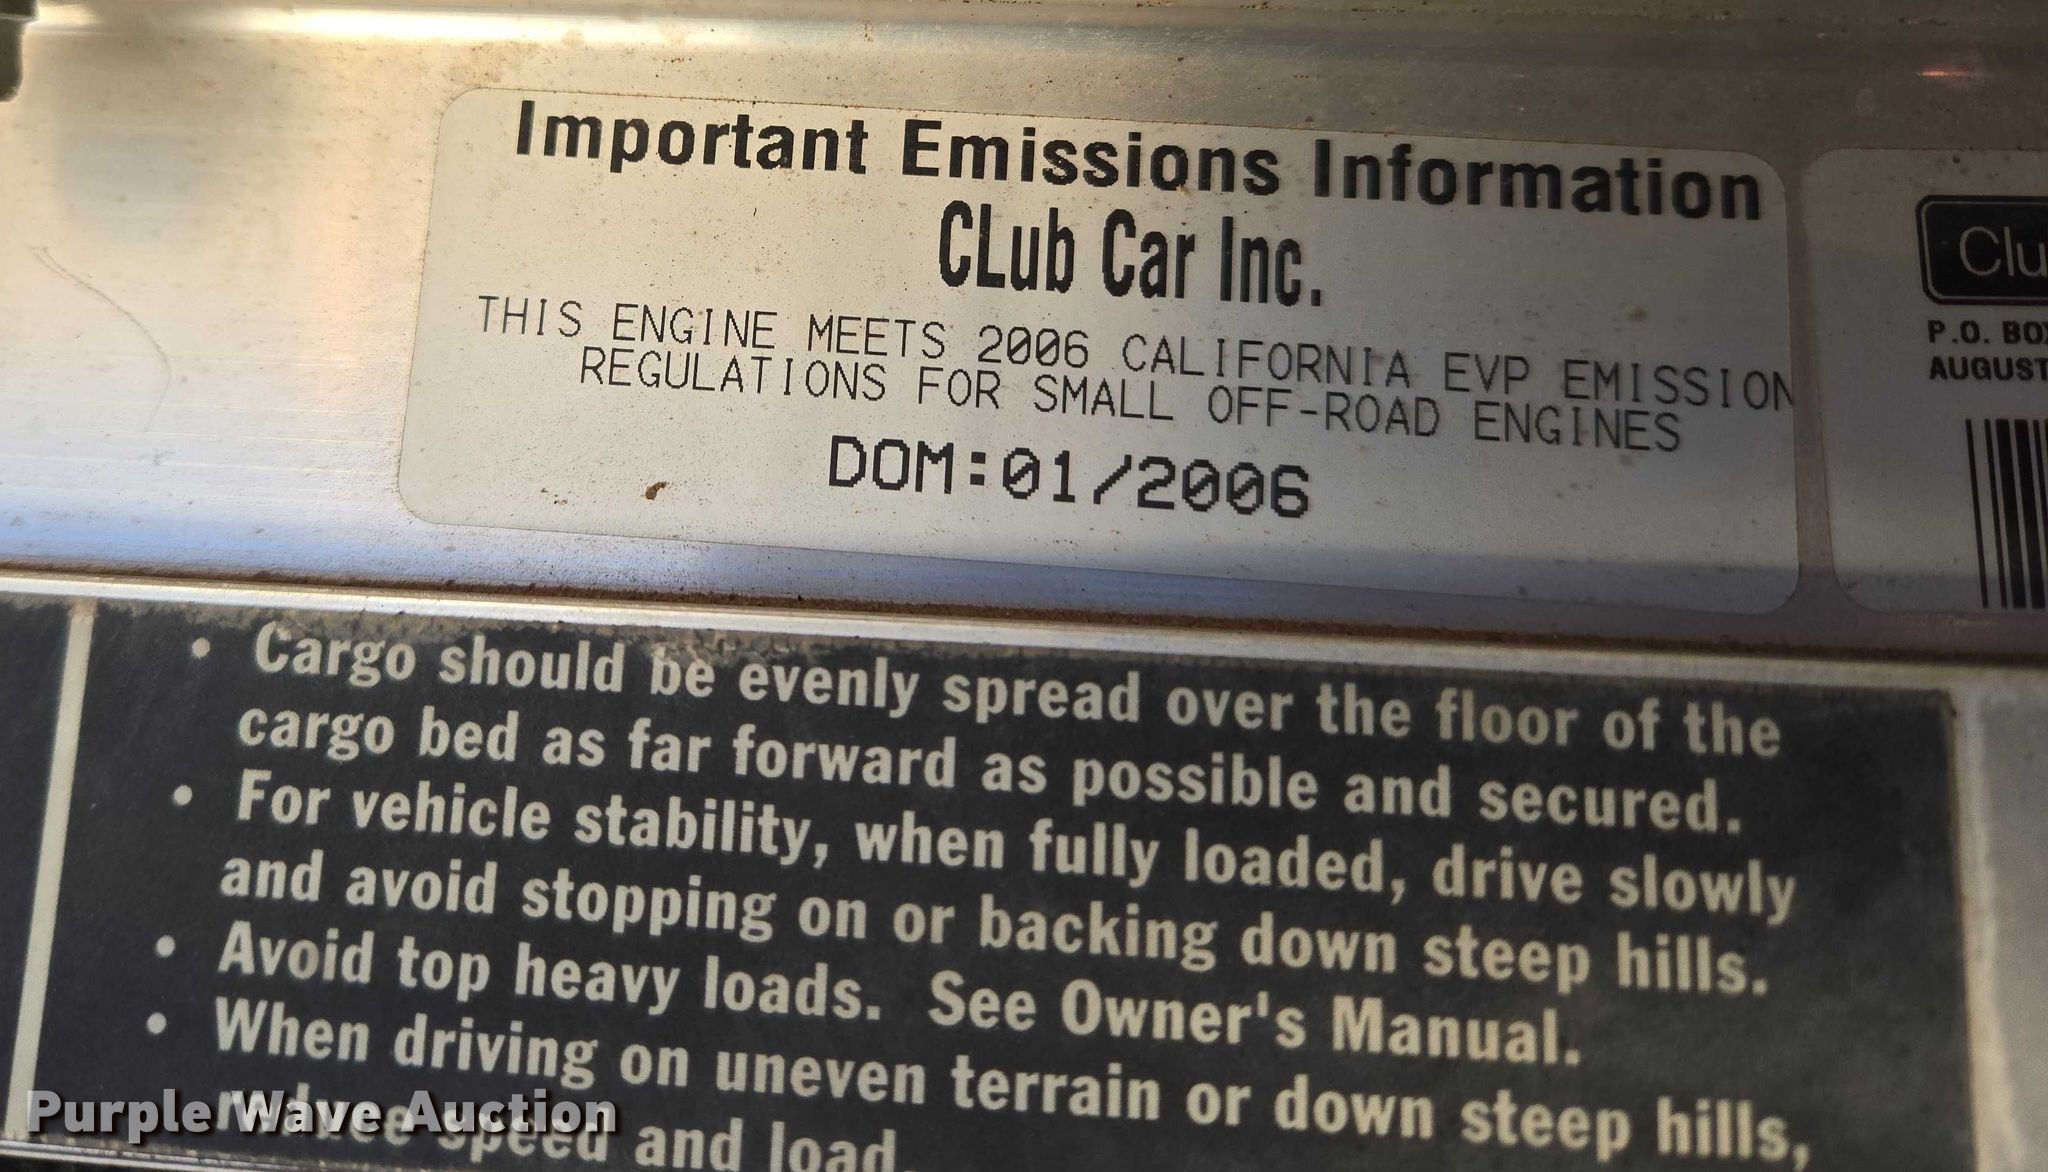 Important Emissions Information
CLub Car Inc.
THIS ENGINE MEETS 2006 CALIFORNIA EVP EMISSION
REGULATIONS FOR SMALL OFF-ROAD ENGINES
DOM:01/2006
Clu
P.O. BOX
AUGUST
• Cargo should be evenly spread over the floor of the
cargo bed as far forward as possible and secured.
• For vehicle stability, when fully loaded, drive slowly
and avoid stopping on or backing down steep hills.
• Avoid top heavy loads. See Owner's Manual.
• When driving on uneven terrain or down steep hills,
reduce speed and load.
Purple Wave Auction